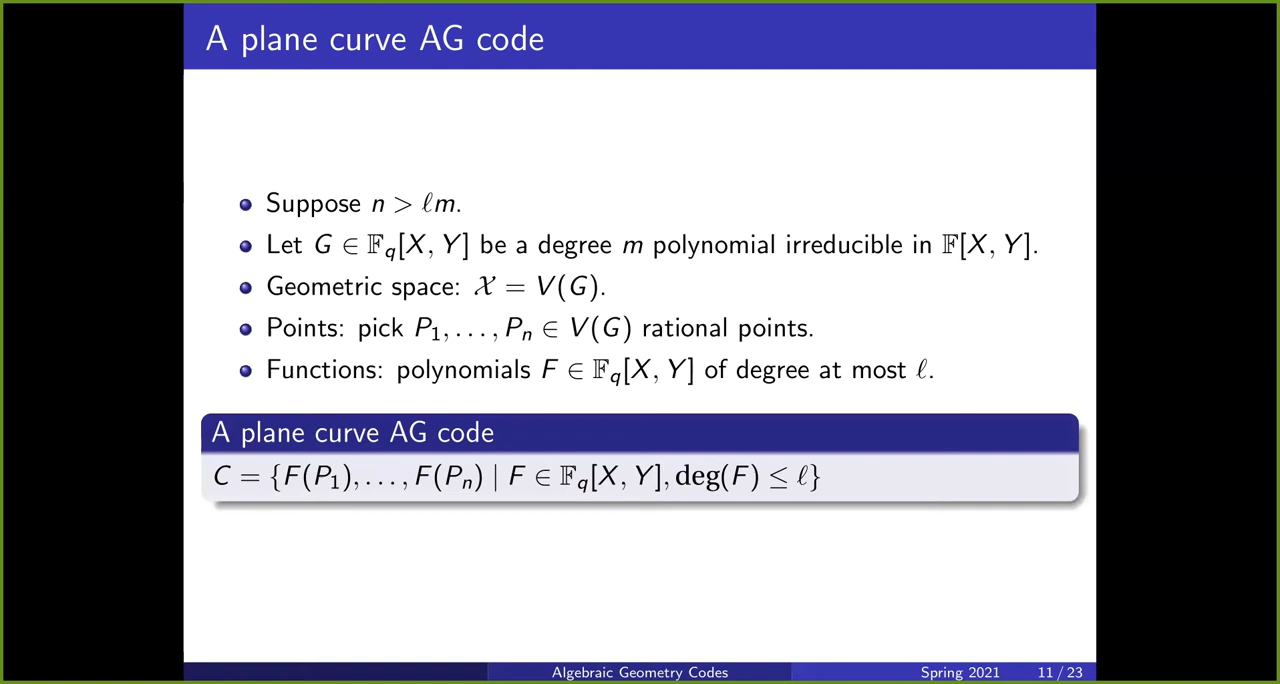 A plane curve AG code
Suppose n > ℓm.
Let G ∈ 𝔽_q[X, Y] be a degree m polynomial irreducible in 𝔽[X, Y].
Geometric space: 𝒳 = V(G).
Points: pick P_1, . . . , P_n ∈ V(G) rational points.
Functions: polynomials F ∈ 𝔽_q[X, Y] of degree at most ℓ.
A plane curve AG code
C = {F(P_1), . . . , F(P_n) | F ∈ 𝔽_q[X, Y], deg(F) ≤ ℓ}
Algebraic Geometry Codes Spring 2021 11 / 23